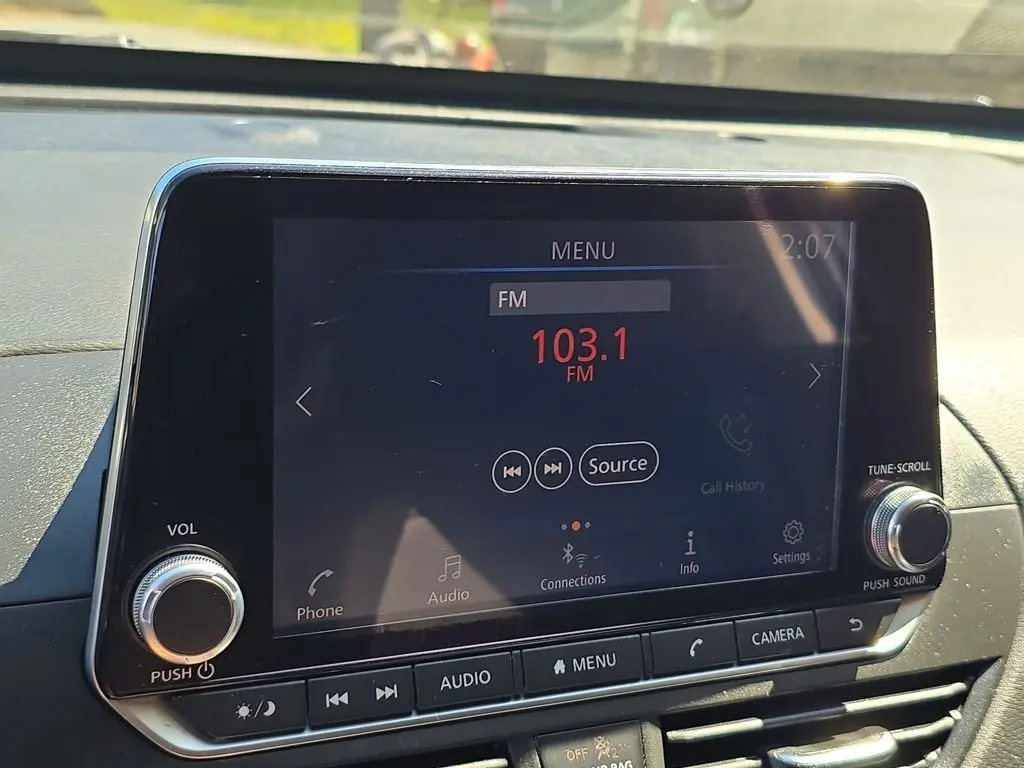 MENU
2:07
FM
103.1
FM
Source
Call History
Phone
Audio
Connections
Info
Settings
VOL
PUSH
TUNE·SCROLL
PUSH SOUND
AUDIO
MENU
CAMERA
OFF
BAG